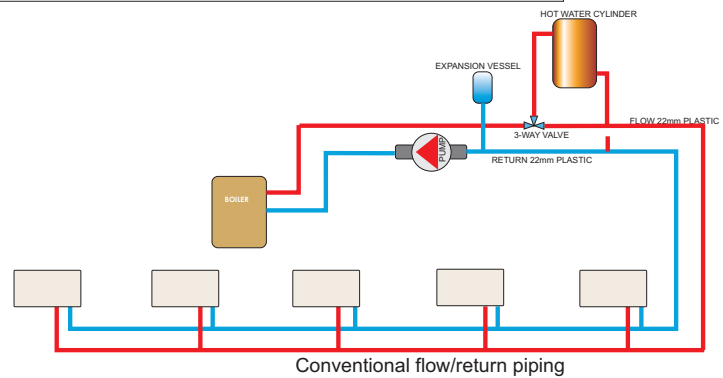 HOT WATER CYLINDER
EXPANSION VESSEL
FLOW 22mm PLASTIC
3-WAY VALVE
PUMP
RETURN 22mm PLASTIC
BOILER
Conventional flow/return piping